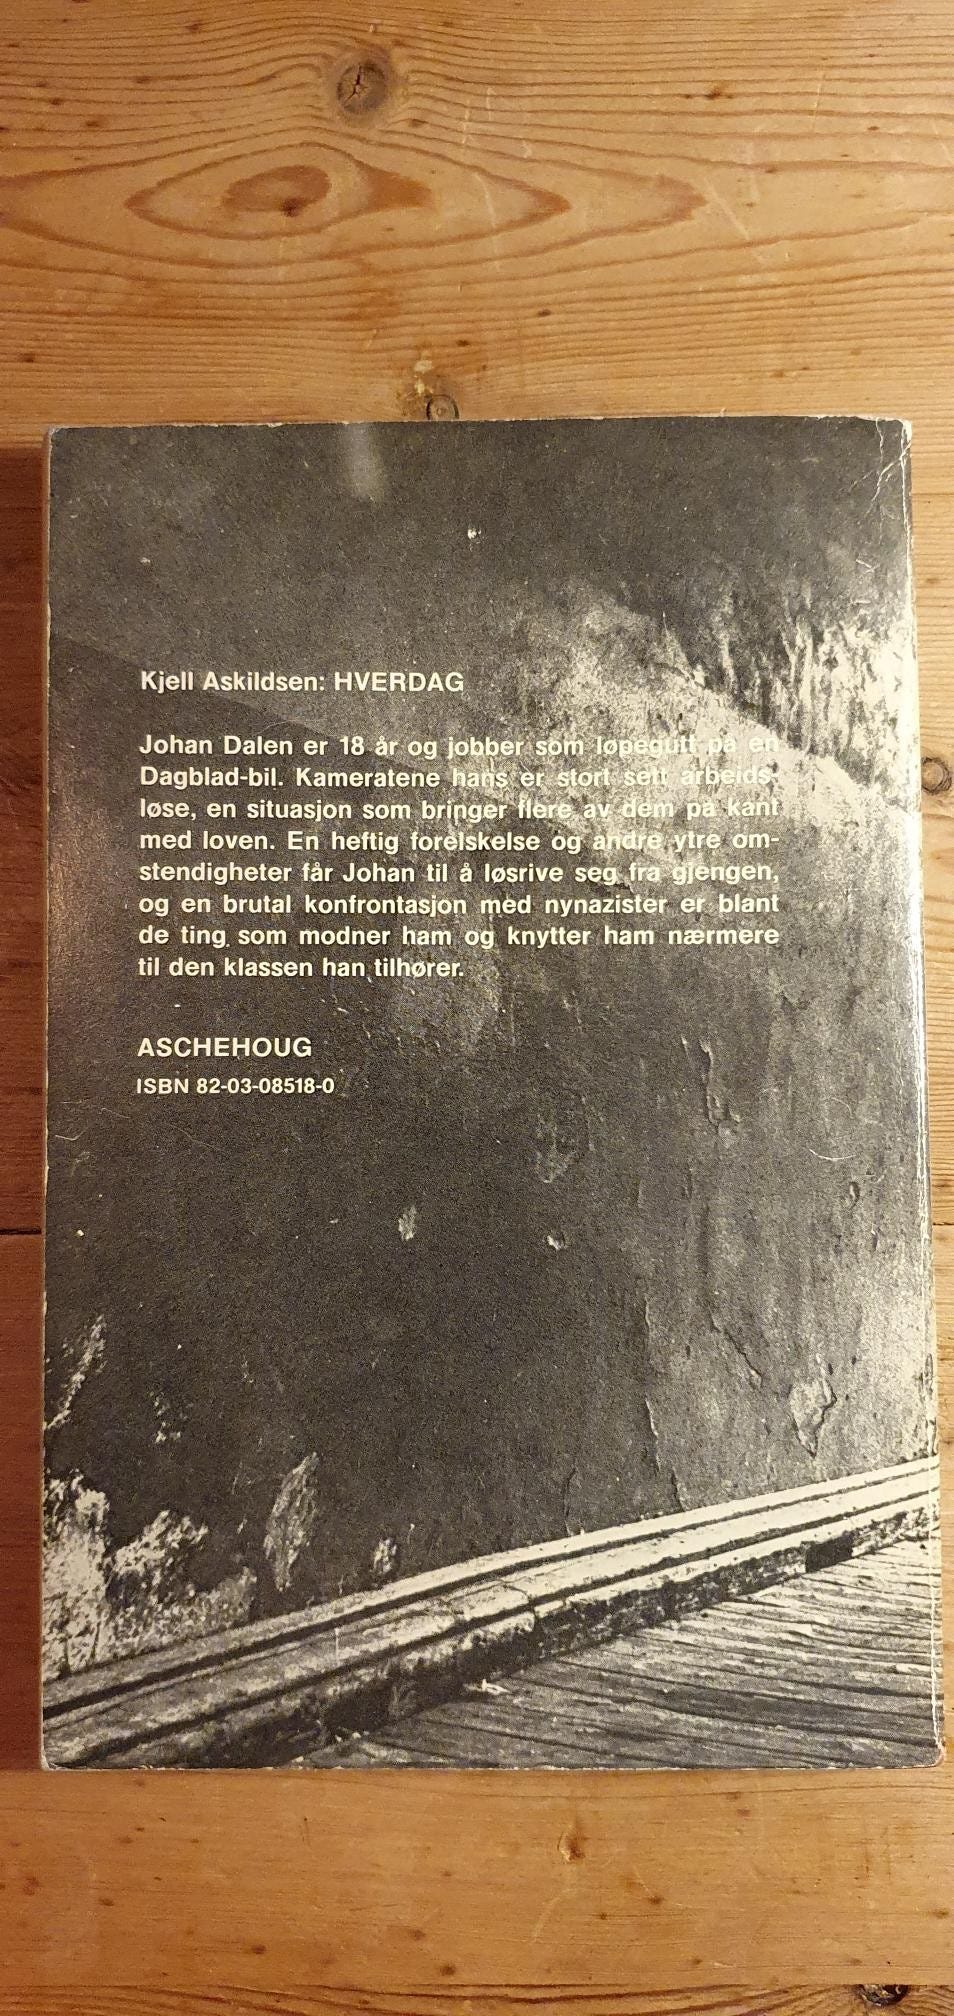 Kjell Askildsen: HVERDAG
Johan Dalen er 18 år og jobber som løpegutt på en
Dagblad-bil. Kameratene hans er stort sett arbeids-
løse, en situasjon som bringer flere av dem på kant
med loven. En heftig forelskelse og andre ytre om-
stendigheter får Johan til å løsrive seg fra gjengen,
og en brutal konfrontasjon med nynazister er blant
de ting som modner ham og knytter ham nærmere
til den klassen han tilhører.
ASCHEHOUG
ISBN 82-03-08518-0